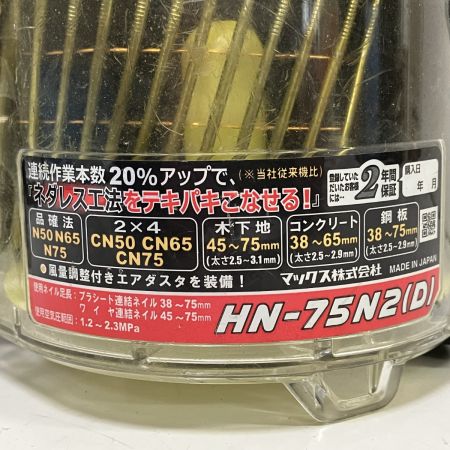 連続作業本数20%アップで、(※当社従来機比)
『ネダレス工法をテキパキこなせる!』
登録していた
だいたお客様
には…
2年間保証
購入日
年 月
品確法
N50 N65
N75
2×4
CN50 CN65
CN75
木下地
45~75mm
(太さ2.5~3.1mm)
コンクリート
38~65mm
(太さ2.5~2.9mm)
鋼板
38~75mm
(太さ2.5~2.9mm)
●風量調整付きエアダスタを装備!
マックス株式会社 MADE IN JAPAN
使用ネイル足長:プラシート連結ネイル 38~75mm
ワイヤ連結ネイル 45~75mm
使用空気圧範囲:1.2~2.3MPa
HN-75N2(D)